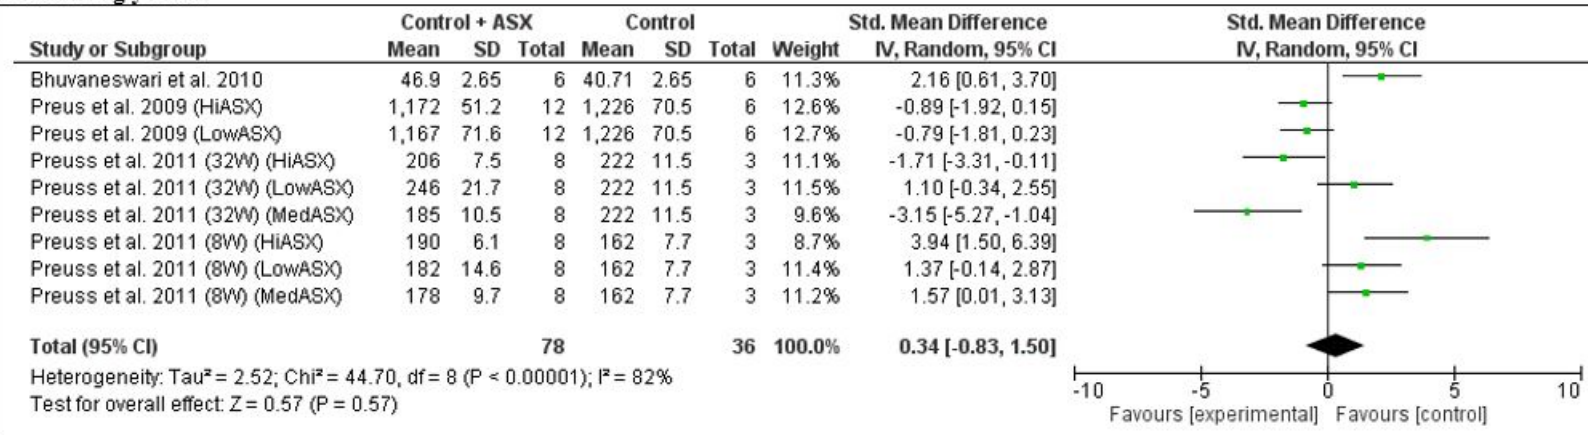 Control + ASX Control Std. Mean Difference Std. Mean Difference
Study or Subgroup Mean SD Total Mean SD Total Weight IV, Random, 95% CI IV, Random, 95% CI
Bhuvaneswari et al. 2010 46.9 2.65 6 40.71 2.65 6 11.3% 2.16 [0.61, 3.70]
Preus et al. 2009 (HiASX) 1,172 51.2 12 1,226 70.5 6 12.6% -0.89 [-1.92, 0.15]
Preus et al. 2009 (LowASX) 1,167 71.6 12 1,226 70.5 6 12.7% -0.79 [-1.81, 0.23]
Preuss et al. 2011 (32W) (HiASX) 206 7.5 8 222 11.5 3 11.1% -1.71 [-3.31, -0.11]
Preuss et al. 2011 (32W) (LowASX) 246 21.7 8 222 11.5 3 11.5% 1.10 [-0.34, 2.55]
Preuss et al. 2011 (32W) (MedASX) 185 10.5 8 222 11.5 3 9.6% -3.15 [-5.27, -1.04]
Preuss et al. 2011 (8W) (HiASX) 190 6.1 8 162 7.7 3 8.7% 3.94 [1.50, 6.39]
Preuss et al. 2011 (8W) (LowASX) 182 14.6 8 162 7.7 3 11.4% 1.37 [-0.14, 2.87]
Preuss et al. 2011 (8W) (MedASX) 178 9.7 8 162 7.7 3 11.2% 1.57 [0.01, 3.13]
Total (95% CI) 78 36 100.0% 0.34 [-0.83, 1.50]
Heterogeneity: Tau² = 2.52; Chi² = 44.70, df = 8 (P < 0.00001); I² = 82%
Test for overall effect: Z = 0.57 (P = 0.57)
-10 -5 0 5 10
Favours [experimental] Favours [control]